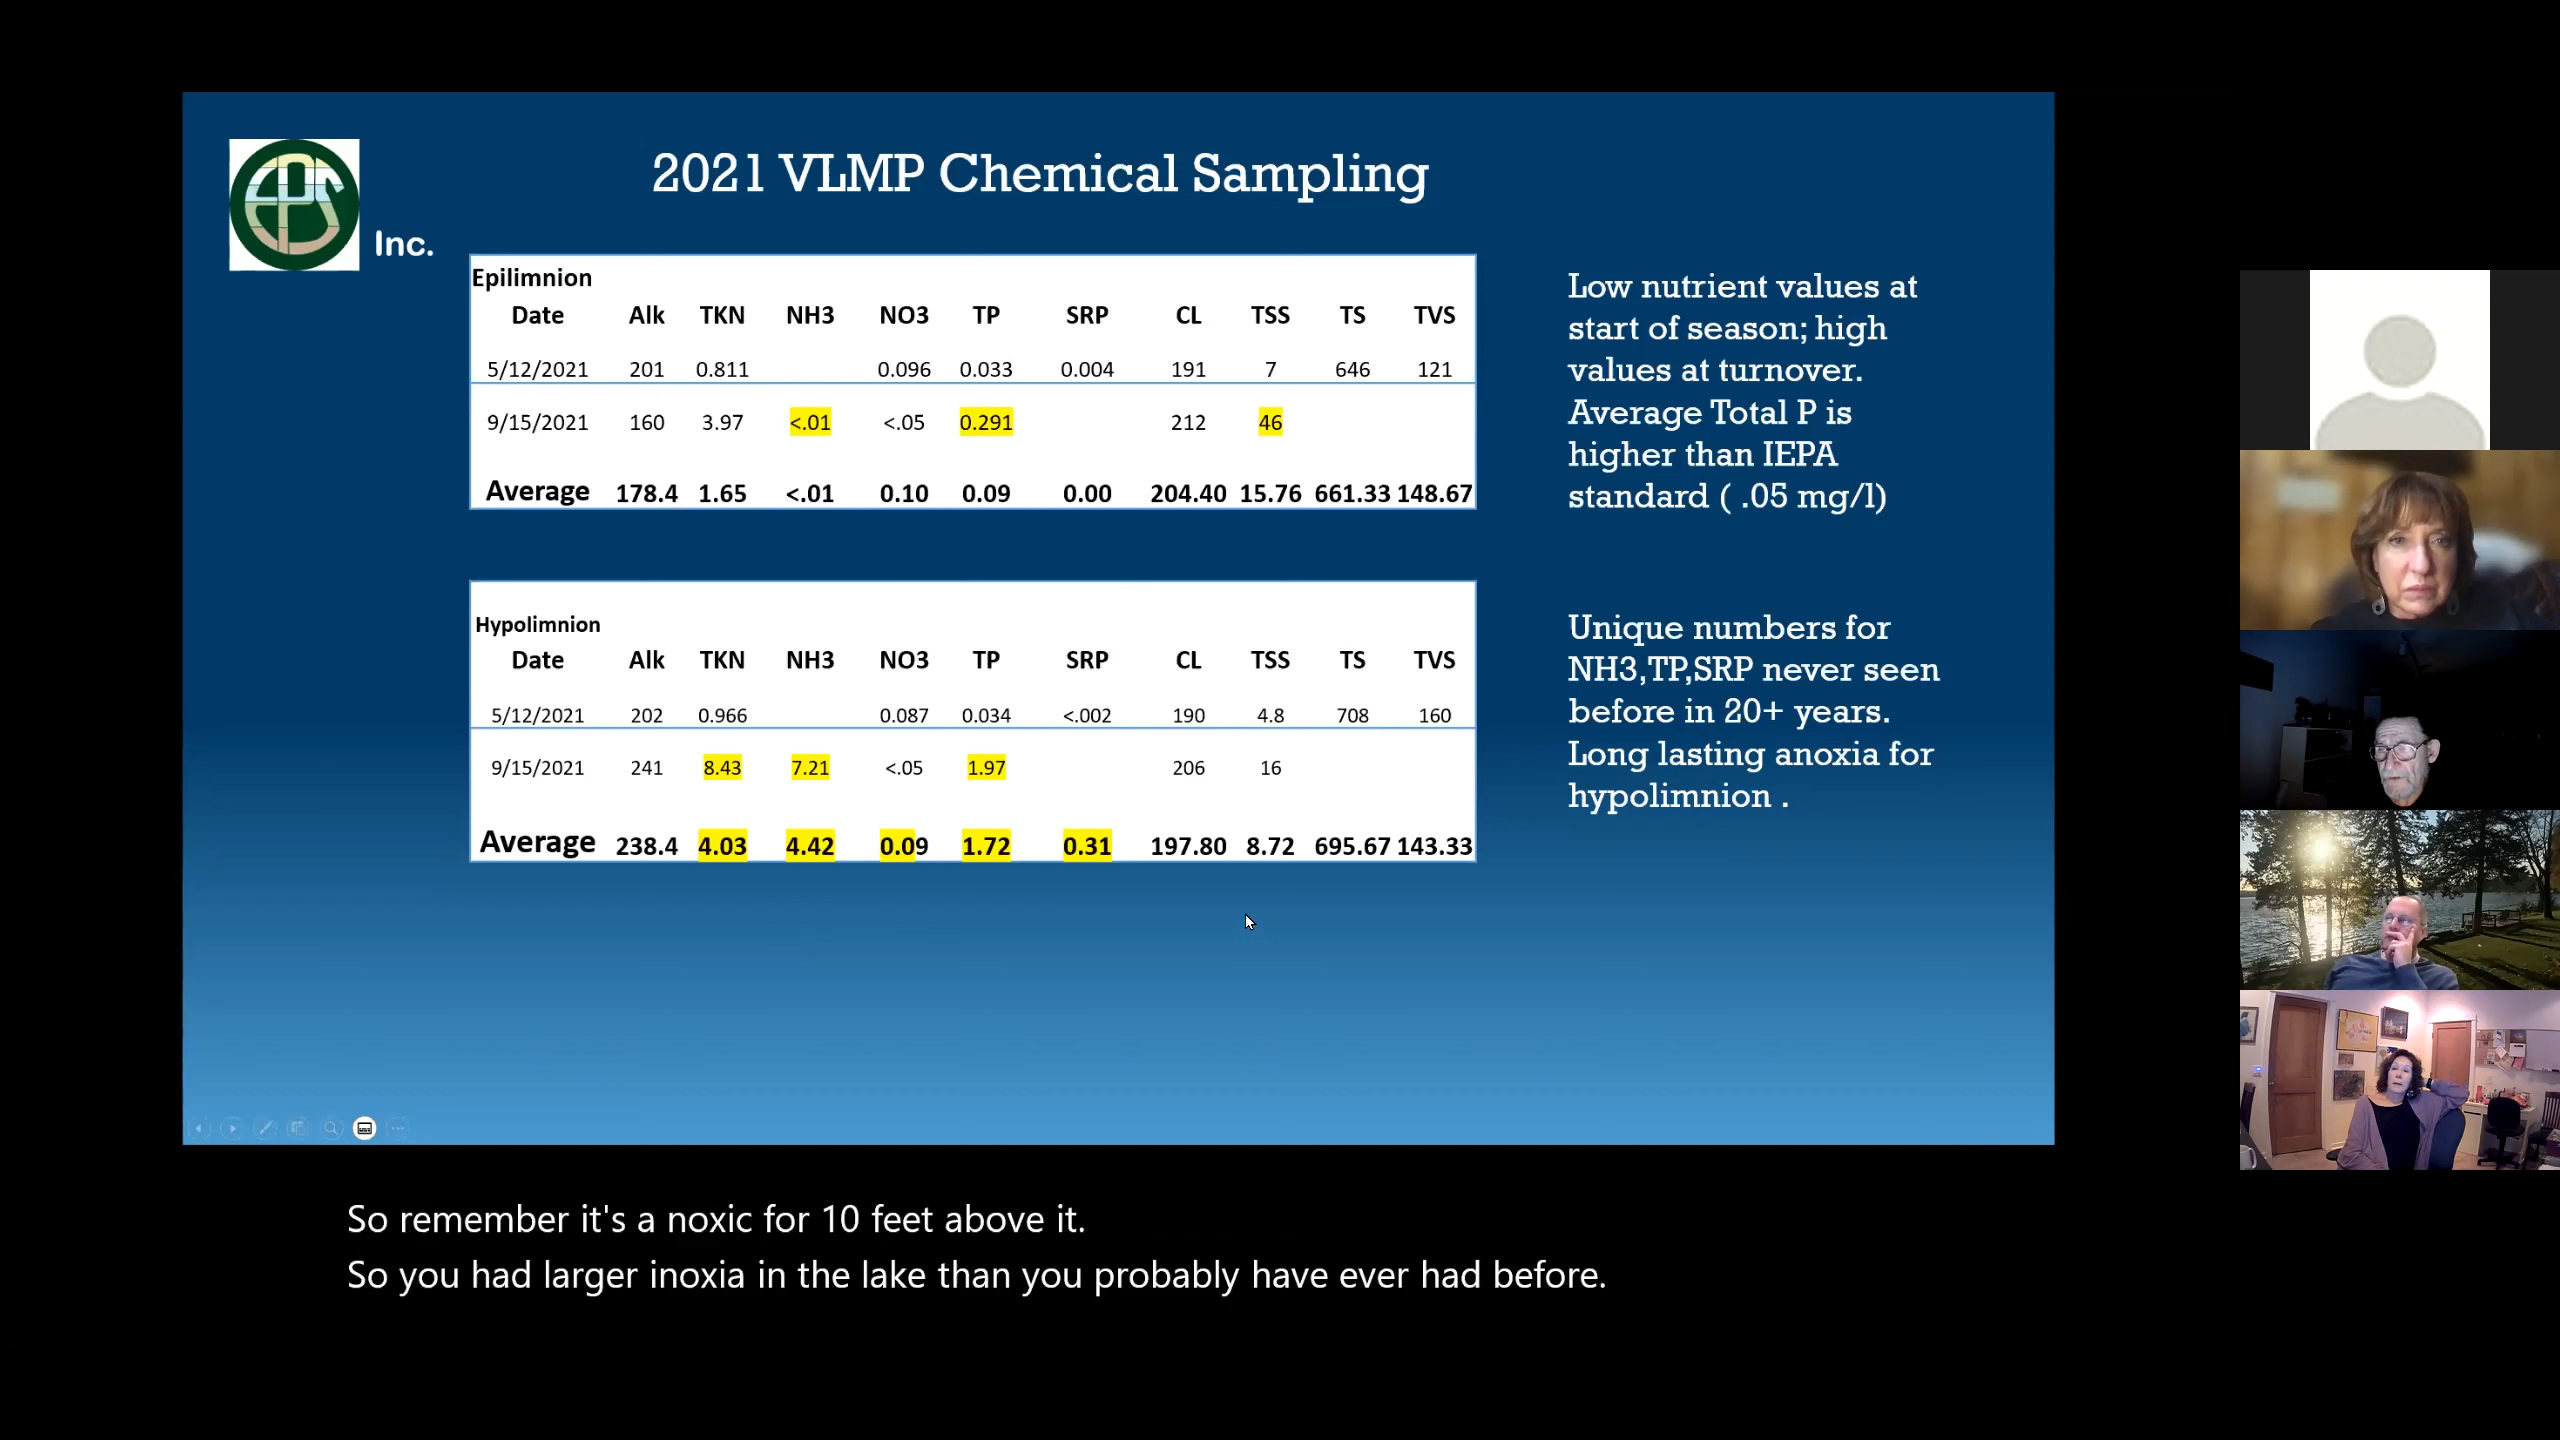 2021 VLMP Chemical Sampling
EPS
Inc.
Epilimnion
Date Alk TKN NH3 NO3 TP SRP CL TSS TS TVS
5/12/2021 201 0.811 0.096 0.033 0.004 191 7 646 121
9/15/2021 160 3.97 <.01 <.05 0.291 212 46
Average 178.4 1.65 <.01 0.10 0.09 0.00 204.40 15.76 661.33 148.67
Low nutrient values at
start of season; high
values at turnover.
Average Total P is
higher than IEPA
standard ( .05 mg/l)
Hypolimnion
Date Alk TKN NH3 NO3 TP SRP CL TSS TS TVS
5/12/2021 202 0.966 0.087 0.034 <.002 190 4.8 708 160
9/15/2021 241 8.43 7.21 <.05 1.97 206 16
Average 238.4 4.03 4.42 0.09 1.72 0.31 197.80 8.72 695.67 143.33
Unique numbers for
NH3,TP,SRP never seen
before in 20+ years.
Long lasting anoxia for
hypolimnion .
So remember it's a noxic for 10 feet above it.
So you had larger inoxia in the lake than you probably have ever had before.